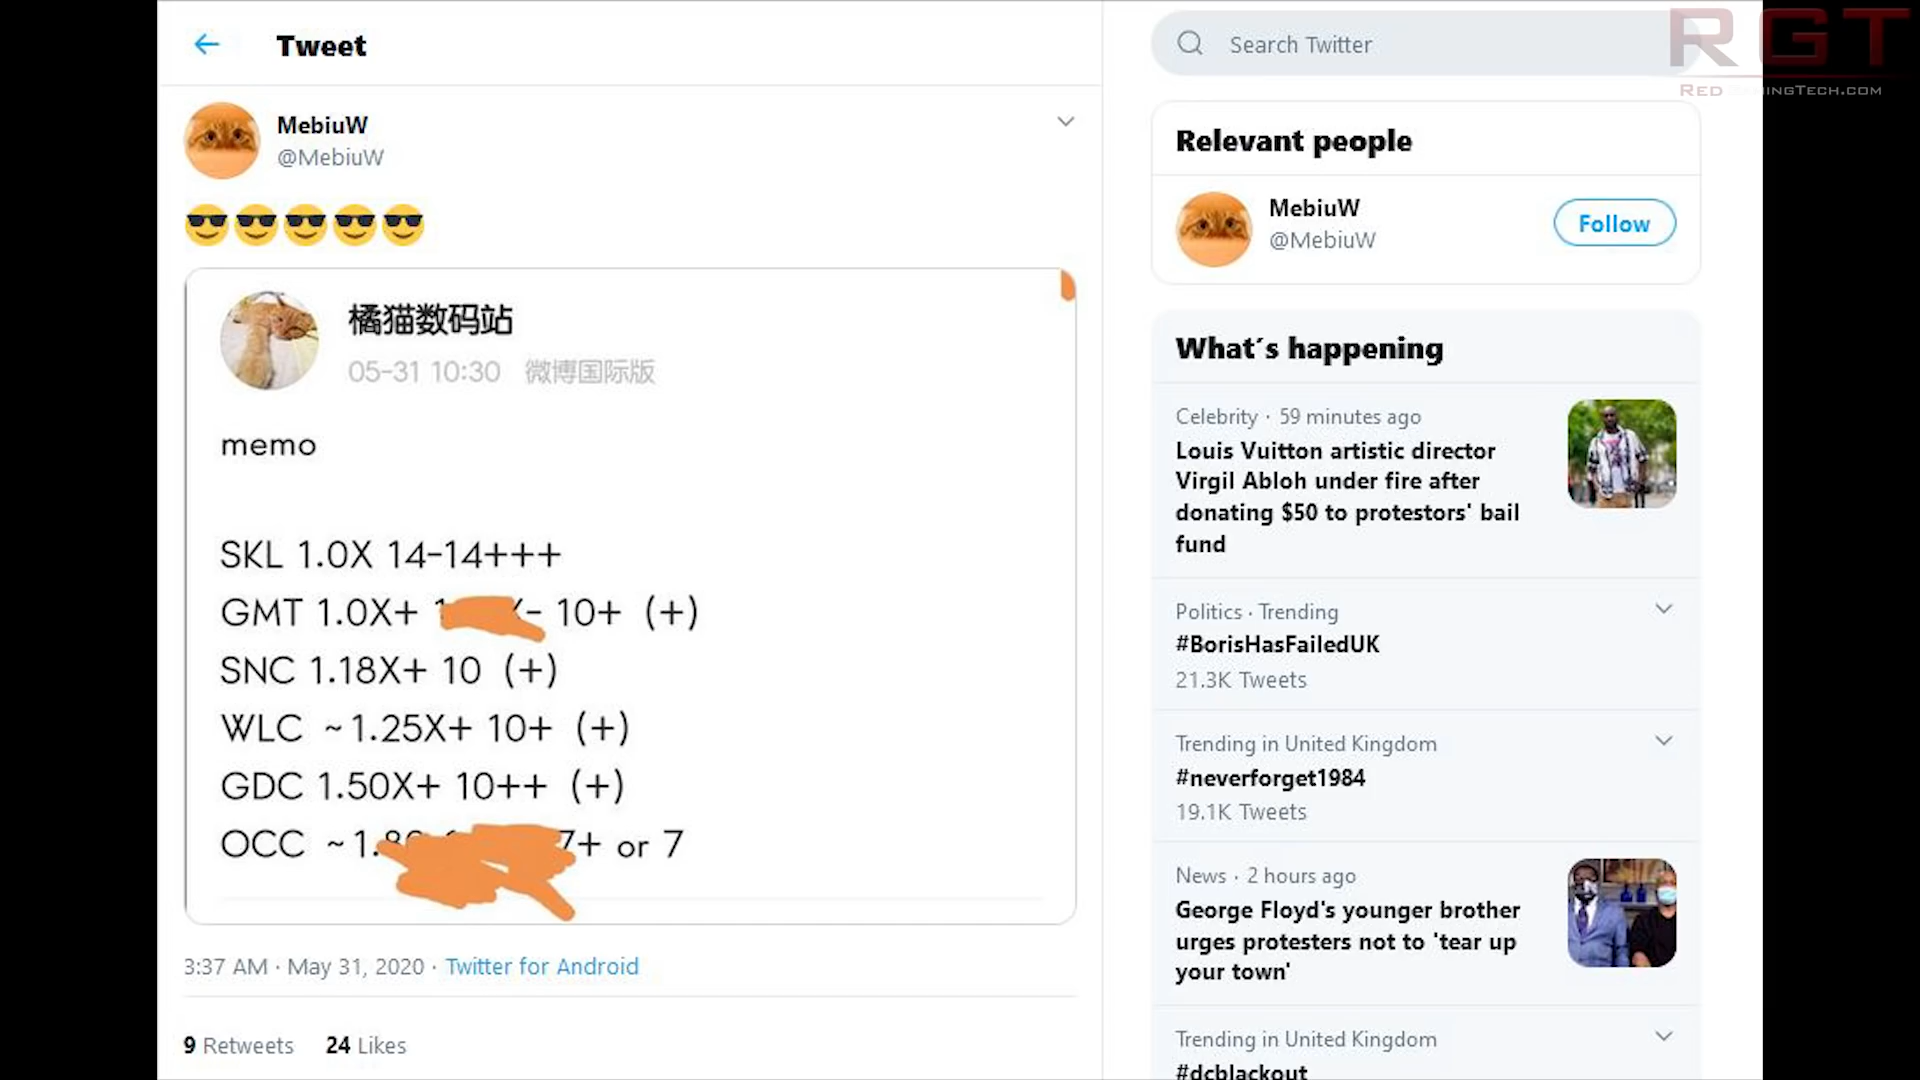 Tweet
MebiuW
@MebiuW
😎😎😎😎😎
橘猫数码站
05-31 10:30 微博国际版
memo
SKL 1.0X 14-14+++
GMT 1.0X+ - 10+ (+)
SNC 1.18X+ 10 (+)
WLC ~1.25X+ 10+ (+)
GDC 1.50X+ 10++ (+)
OCC ~1. 7+ or 7
3:37 AM · May 31, 2020 · Twitter for Android
9 Retweets 24 Likes
Search Twitter
RGT
REDGAMINGTECH.COM
Relevant people
MebiuW
@MebiuW
Follow
What´s happening
Celebrity · 59 minutes ago
Louis Vuitton artistic director
Virgil Abloh under fire after
donating $50 to protestors' bail
fund
Politics · Trending
#BorisHasFailedUK
21.3K Tweets
Trending in United Kingdom
#neverforget1984
19.1K Tweets
News · 2 hours ago
George Floyd's younger brother
urges protesters not to 'tear up
your town'
Trending in United Kingdom
#dcblackout